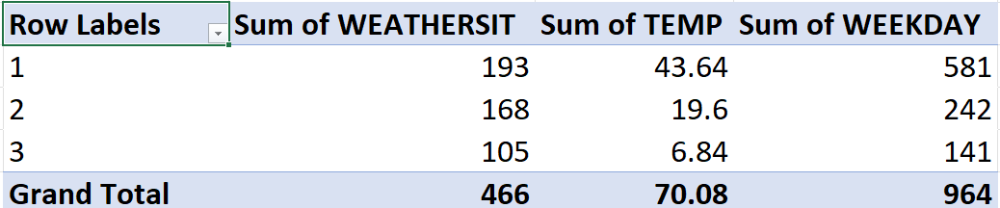 Row Labels Sum of WEATHERSIT Sum of TEMP Sum of WEEKDAY
1 193 43.64 581
2 168 19.6 242
3 105 6.84 141
Grand Total 466 70.08 964